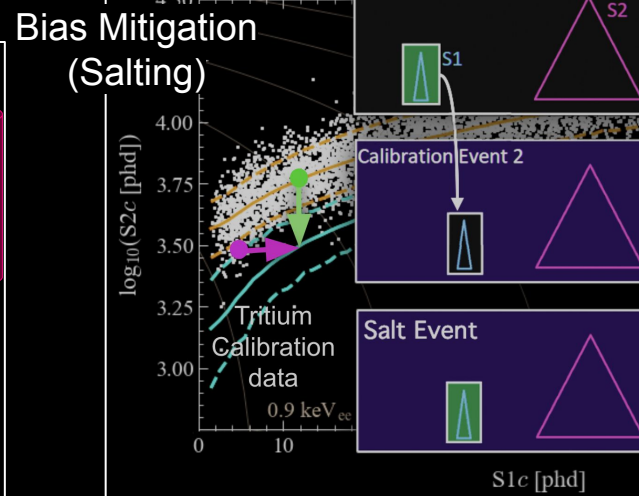 Bias Mitigation
(Salting)
S2
S1
4.00
Calibration Event 2
3.75
log10(S2c [phd])
3.50
3.25
Tritium
Calibration
data
Salt Event
3.00
0.9 keVee
0
10
S1c [phd]